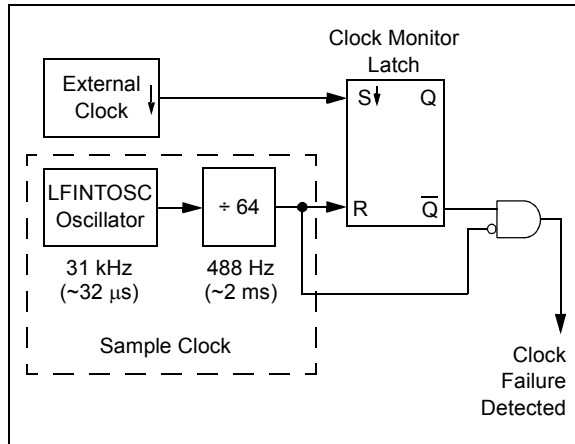 Clock Monitor
Latch
External
Clock
S
Q
LFINTOSC
Oscillator
÷ 64
R
Q
31 kHz
(~32 μs)
488 Hz
(~2 ms)
Sample Clock
Clock
Failure
Detected